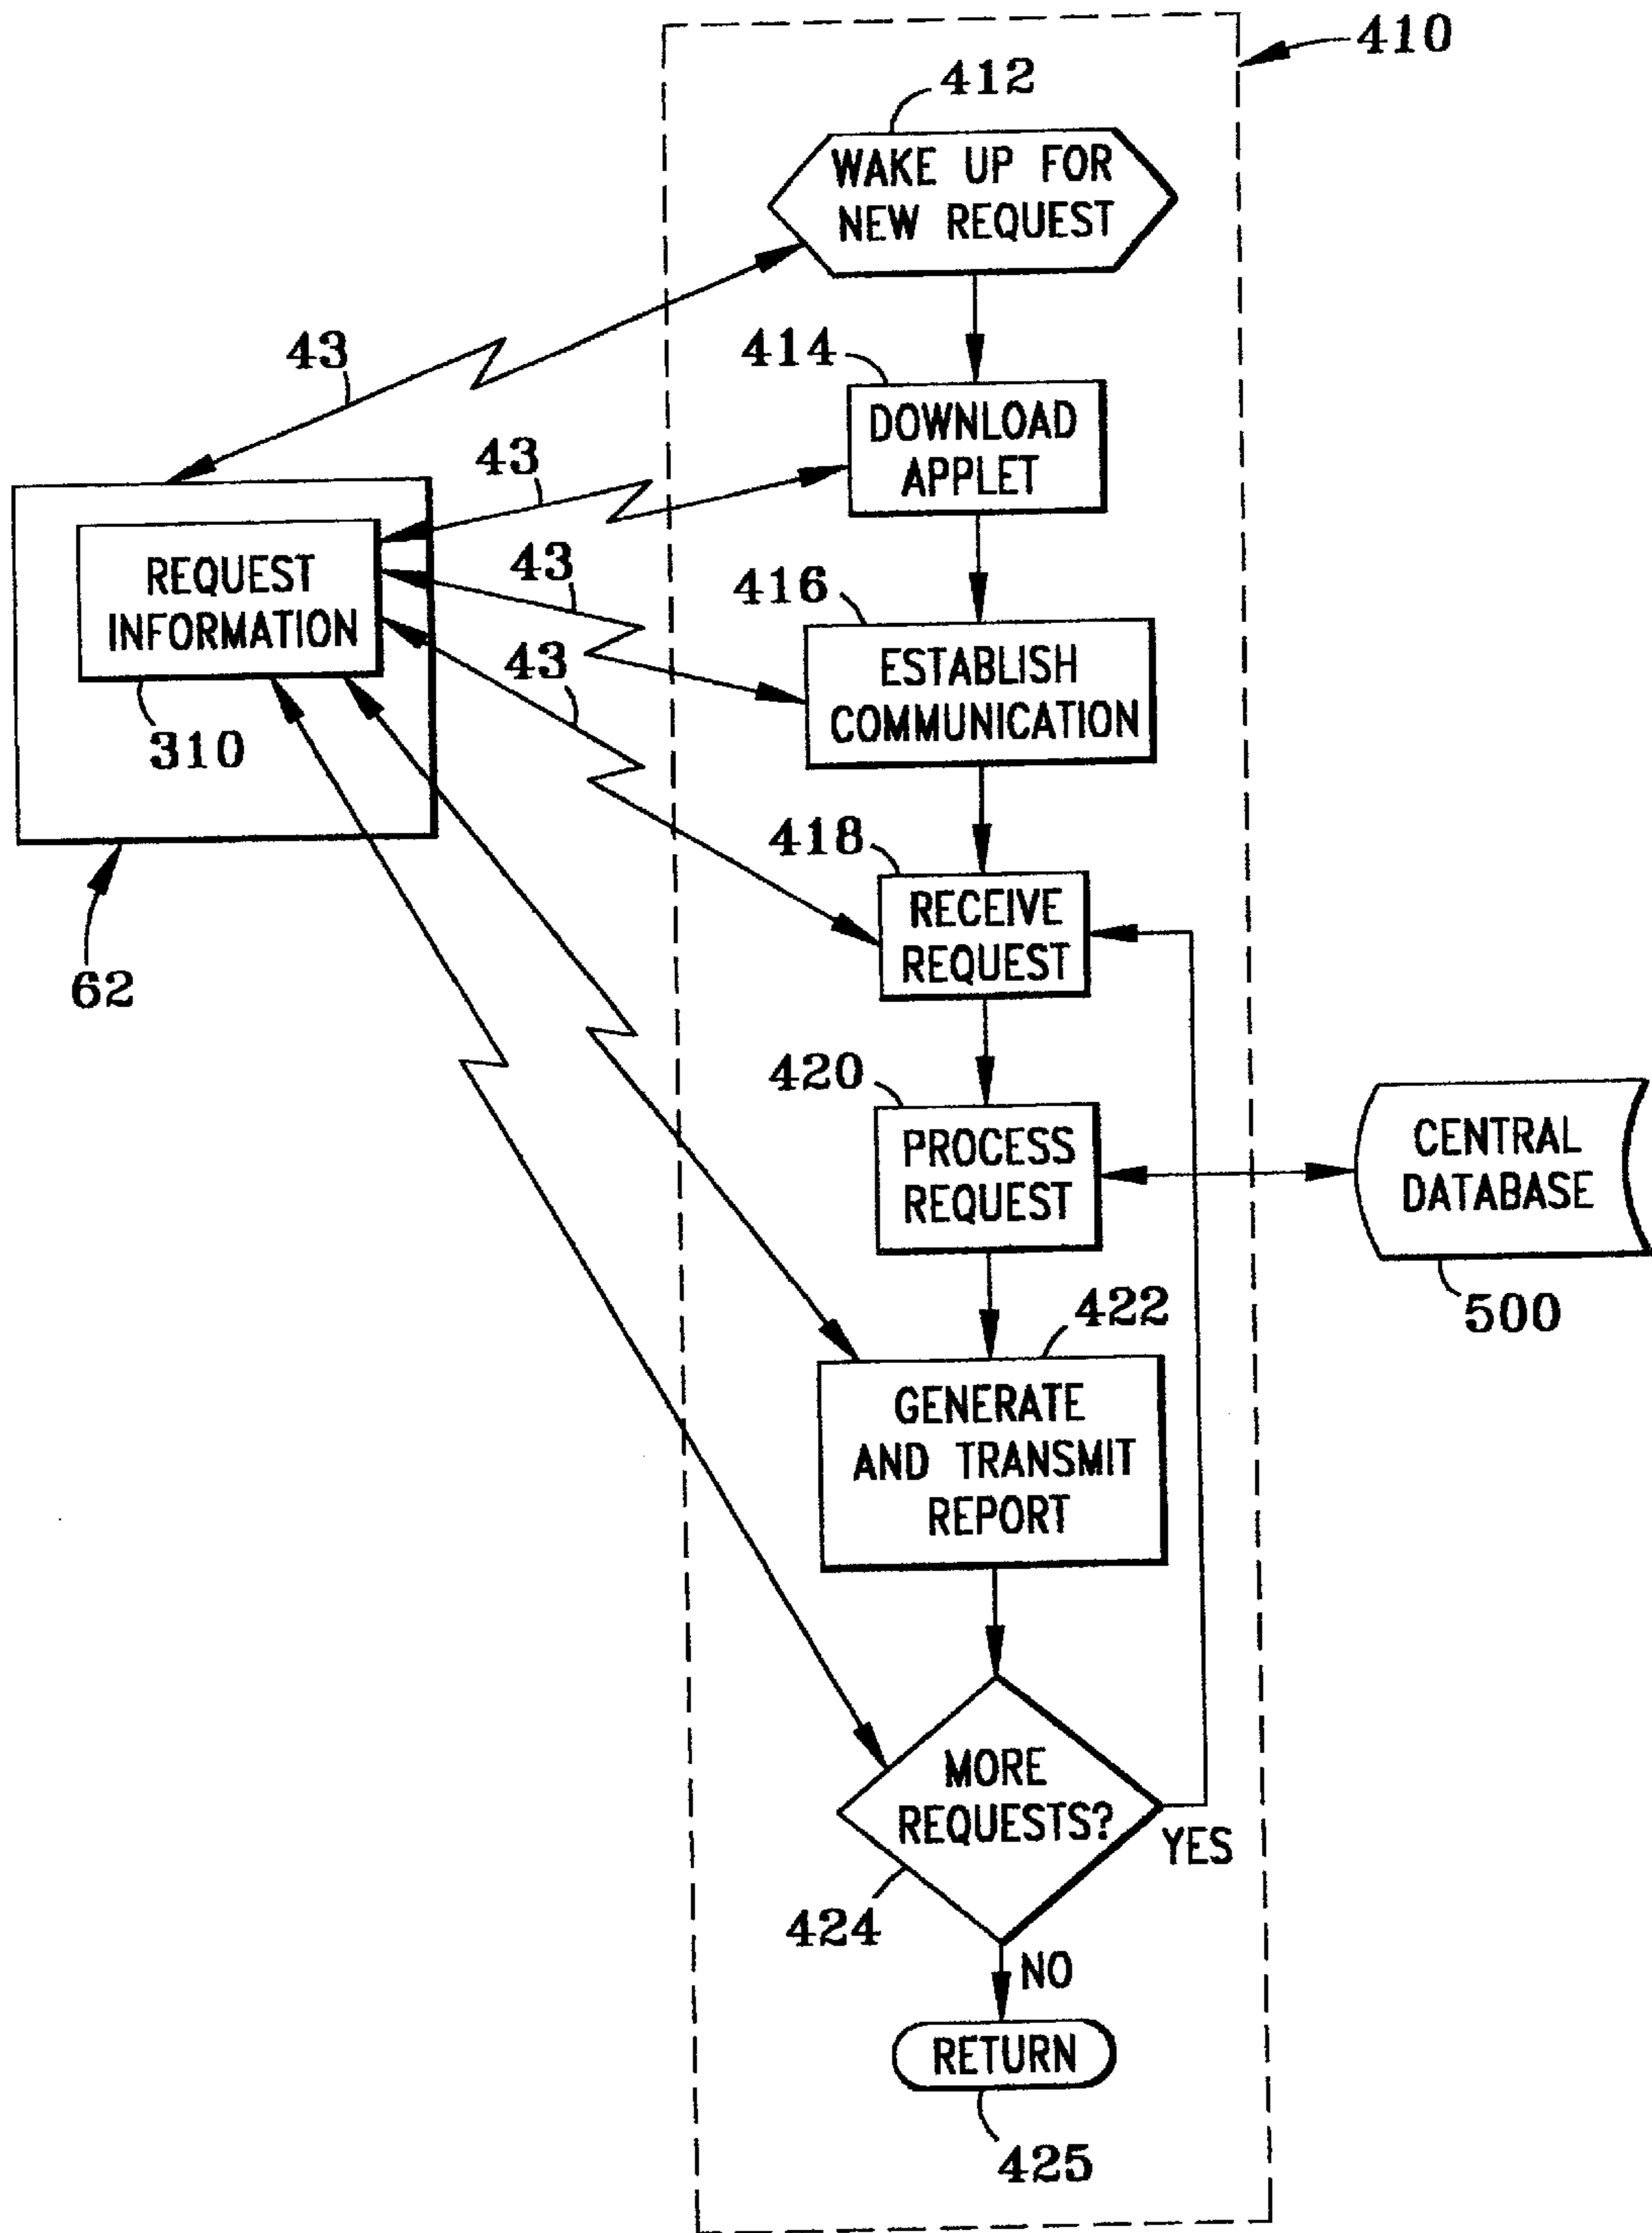 410
412
WAKE UP FOR
NEW REQUEST
43
414
DOWNLOAD
APPLET
43
REQUEST
INFORMATION
310
62
43
416
ESTABLISH
COMMUNICATION
43
418
RECEIVE
REQUEST
420
PROCESS
REQUEST
CENTRAL
DATABASE
500
422
GENERATE
AND TRANSMIT
REPORT
MORE
REQUESTS?
YES
424
NO
RETURN
425